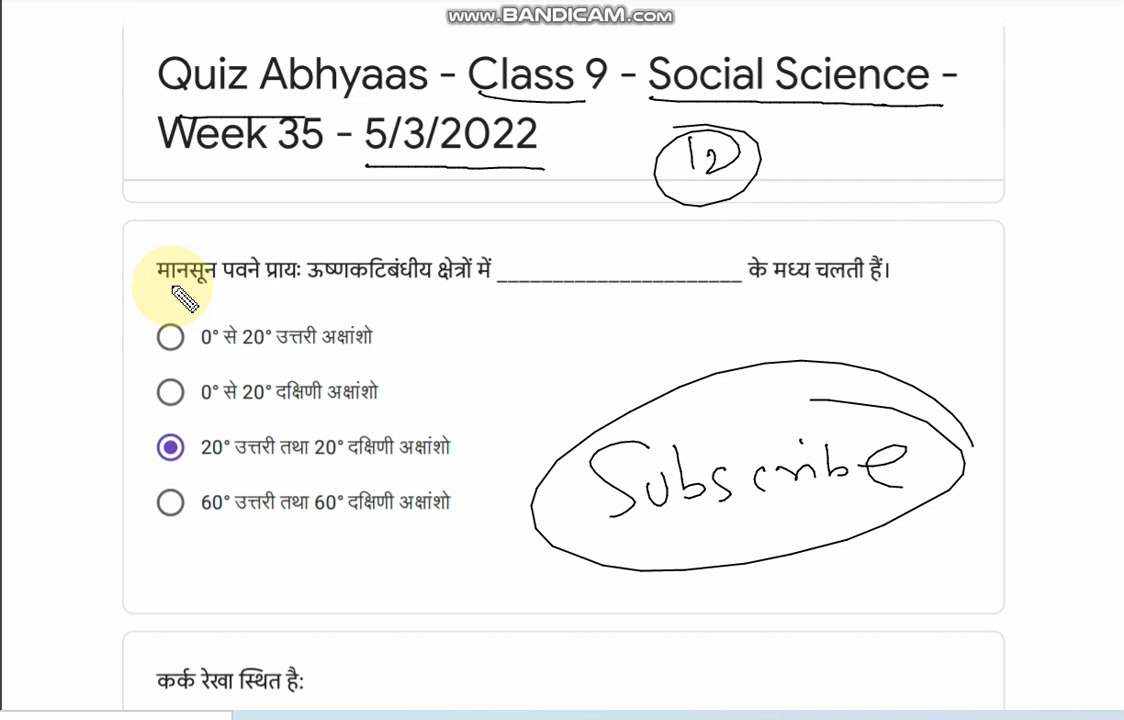 www.BANDICAM.com
Quiz Abhyaas - Class 9 - Social Science -
Week 35 - 5/3/2022
12
मानसून पवने प्रायः ऊष्णकटिबंधीय क्षेत्रों में ______________________ के मध्य चलती हैं।
0° से 20° उत्तरी अक्षांशो
0° से 20° दक्षिणी अक्षांशो
20° उत्तरी तथा 20° दक्षिणी अक्षांशो
60° उत्तरी तथा 60° दक्षिणी अक्षांशो
Subscribe
कर्क रेखा स्थित है: